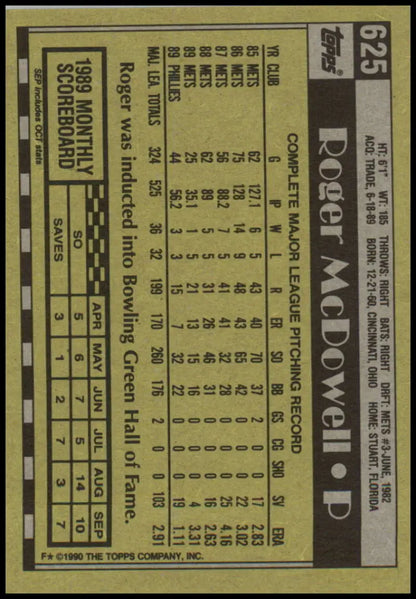 625
Topps
Roger McDowell • P
HT: 6'1" WT: 185 THROWS: RIGHT BATS: RIGHT DRFT: METS #3-JUNE, 1982
ACQ: TRADE, 6-18-89 BORN: 12-21-60, CINCINNATI, OHIO HOME: STUART, FLORIDA
COMPLETE MAJOR LEAGUE PITCHING RECORD
YR CLUB G IP W L R ER SO BB GS CG SHO SV ERA
85 METS 62 127.1 6 5 43 40 70 37 2 0 0 17 2.83
86 METS 75 128 14 9 48 43 65 42 0 0 0 22 3.02
87 METS 56 88.2 7 5 41 41 32 28 0 0 0 25 4.16
88 METS 62 89 5 5 31 26 46 31 0 0 0 16 2.63
89 METS 25 35.1 1 5 21 13 15 16 0 0 0 4 3.31
89 PHILLIES 44 56.2 3 3 15 7 32 22 0 0 0 19 1.11
MAJ. LEA. TOTALS 324 525 36 32 199 170 260 176 2 0 0 103 2.91
Roger was inducted into Bowling Green Hall of Fame.
1989 MONTHLY SCOREBOARD
SEP includes OCT stats
APR MAY JUN JUL AUG SEP
SO 5 6 7 5 14 10
SAVES 3 1 2 7 3 7
F* ©1990 THE TOPPS COMPANY, INC.